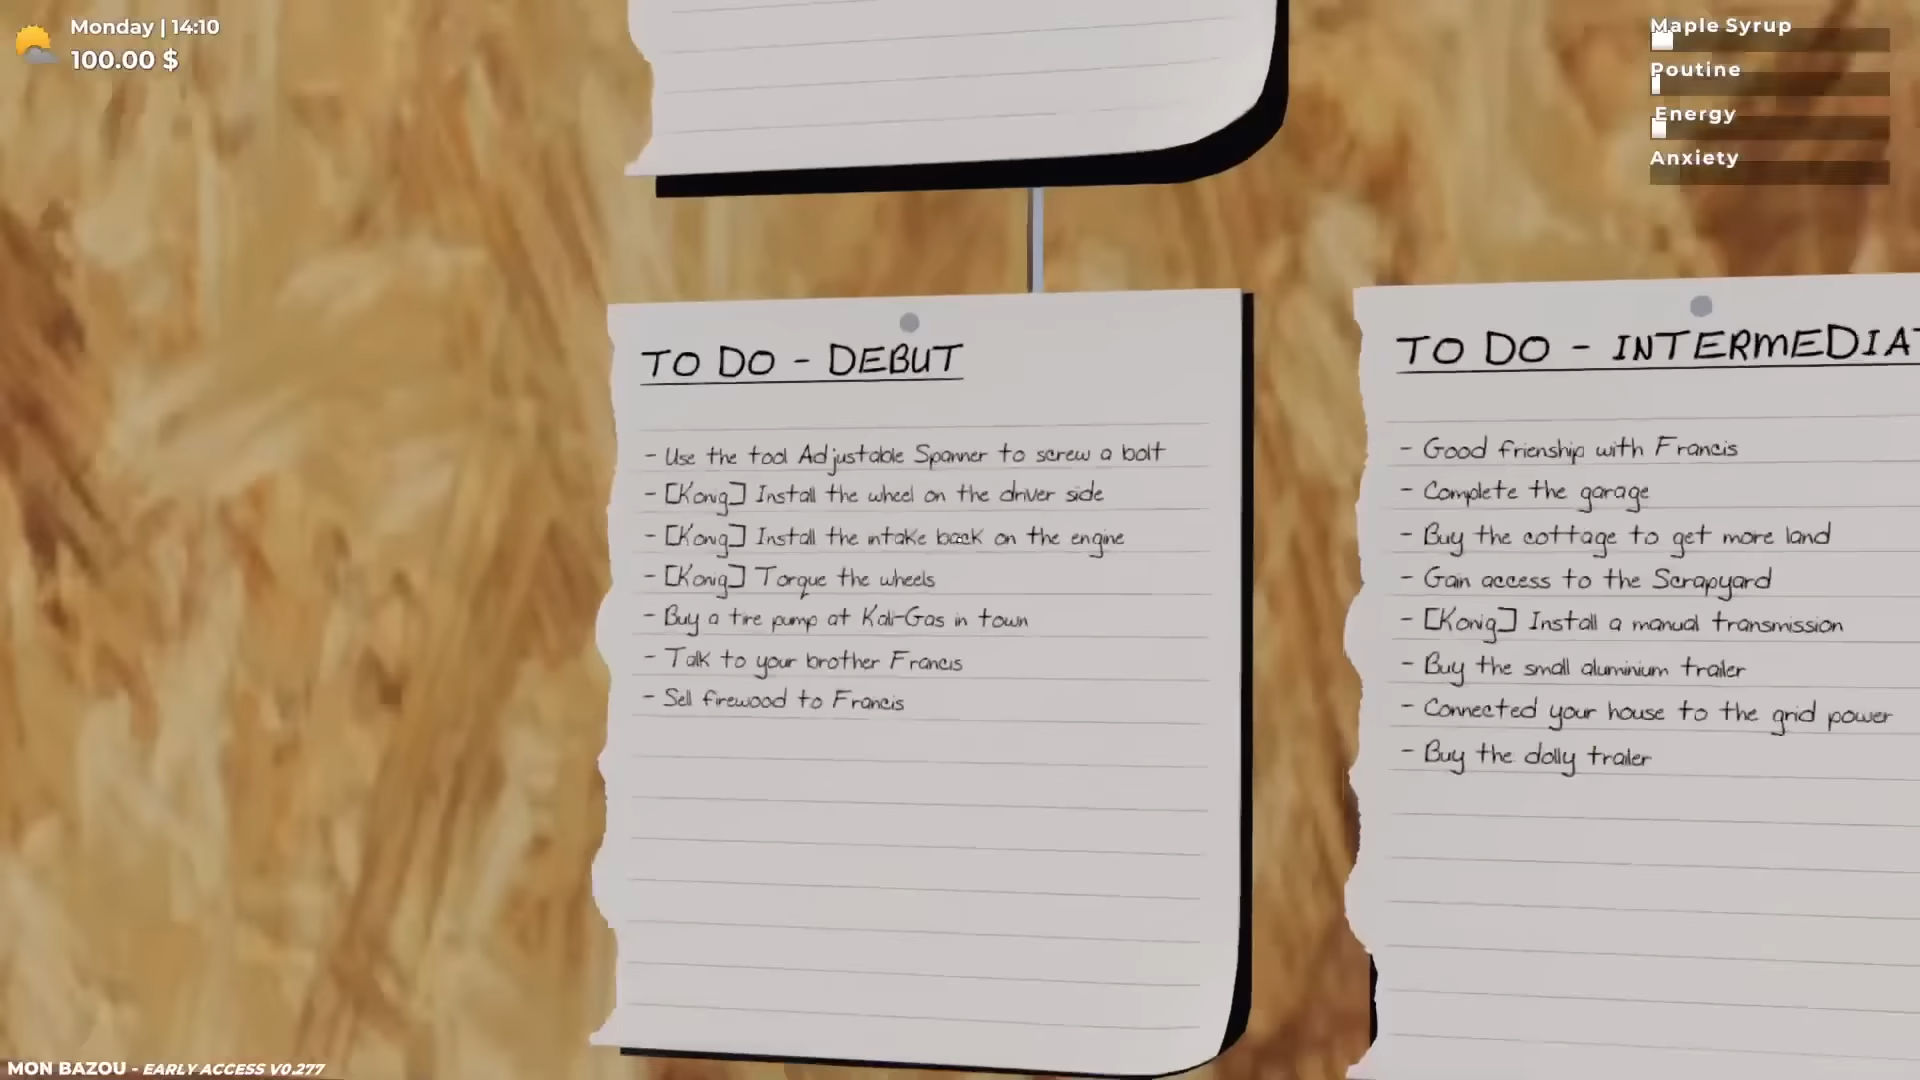 Monday | 14:10
100.00 $
Maple Syrup
Poutine
Energy
Anxiety
TO DO - DEBUT
- Use the tool Adjustable Spanner to screw a bolt
- [Konig] Install the wheel on the driver side
- [Konig] Install the intake back on the engine
- [Konig] Torque the wheels
- Buy a tire pump at Kali-Gas in town
- Talk to your brother Francis
- Sell firewood to Francis
TO DO - INTERMEDIAT
- Good frienship with Francis
- Complete the garage
- Buy the cottage to get more land
- Gain access to the Scrapyard
- [Konig] Install a manual transmission
- Buy the small aluminium trailer
- Connected your house to the grid power
- Buy the dolly trailer
MON BAZOU - EARLY ACCESS V0.277